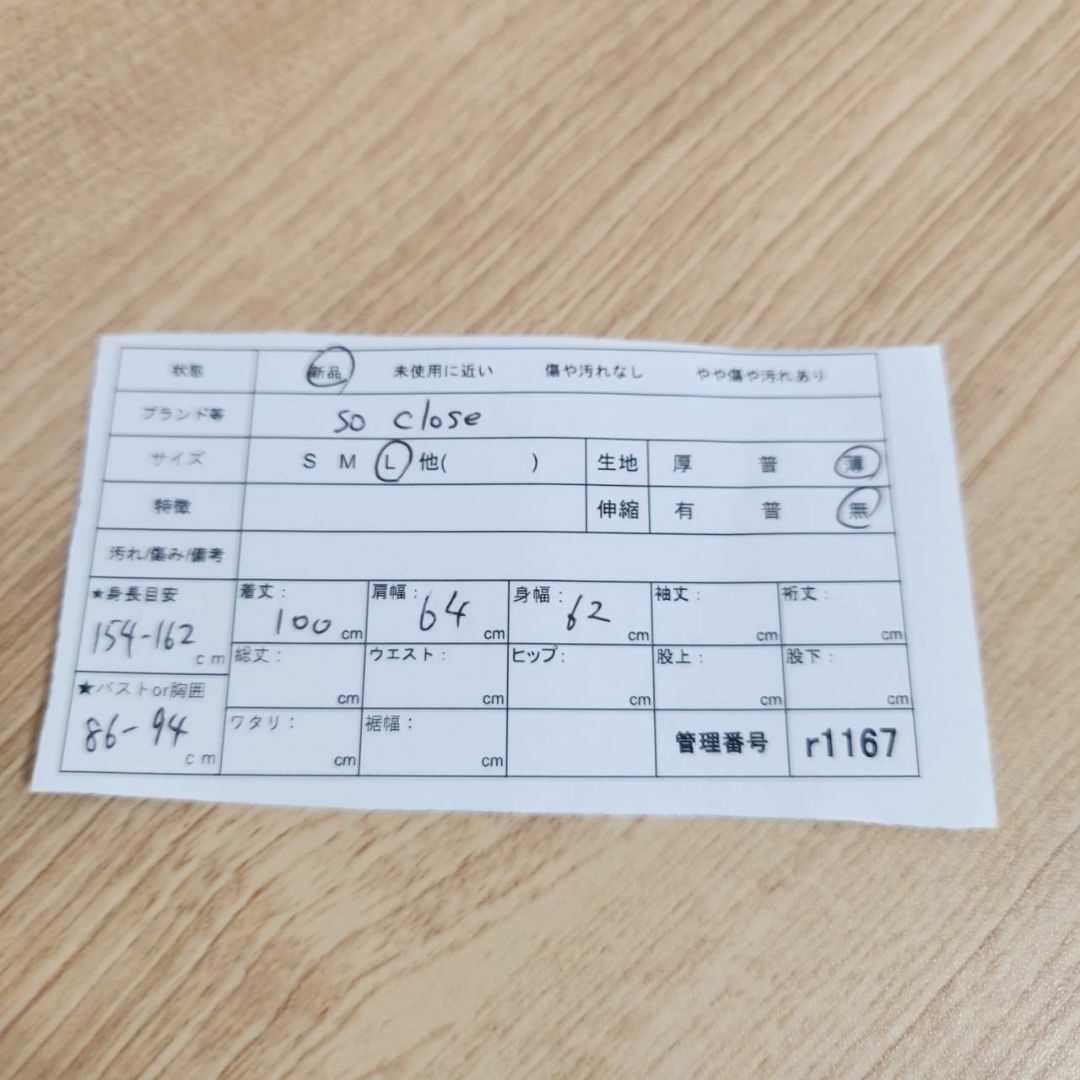 状態 新品 未使用に近い 傷や汚れなし やや傷や汚れあり
ブランド等 so close
サイズ S M L 他( ) 生地 厚 普 薄
特徴 伸縮 有 普 無
汚れ/傷み/備考
★身長目安 着丈: 肩幅: 身幅: 袖丈: 裄丈:
154-162 cm 100 cm 64 cm 62 cm cm cm
総丈: ウエスト: ヒップ: 股上: 股下:
cm cm cm cm cm
★バストor胸囲 ワタリ: 裾幅: 管理番号 r1167
86-94 cm cm cm